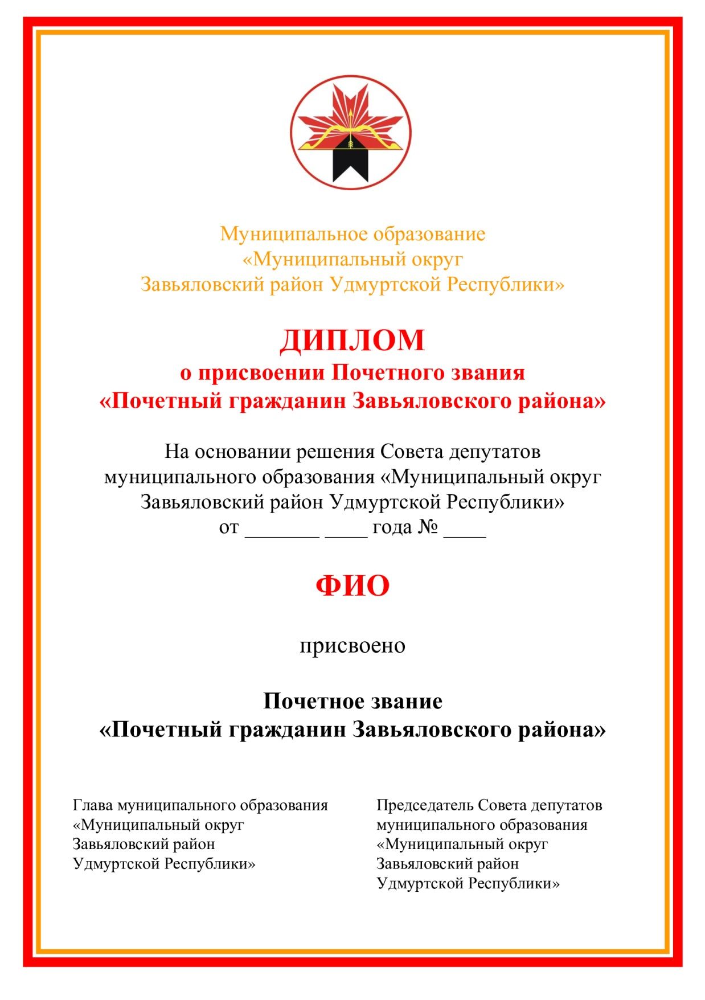 Муниципальное образование
«Муниципальный округ
Завьяловский район Удмуртской Республики»
ДИПЛОМ
о присвоении Почетного звания
«Почетный гражданин Завьяловского района»
На основании решения Совета депутатов
муниципального образования «Муниципальный округ
Завьяловский район Удмуртской Республики»
от _______ ____ года № ____
ФИО
присвоено
Почетное звание
«Почетный гражданин Завьяловского района»
Глава муниципального образования
«Муниципальный округ
Завьяловский район
Удмуртской Республики»
Председатель Совета депутатов
муниципального образования
«Муниципальный округ
Завьяловский район
Удмуртской Республики»